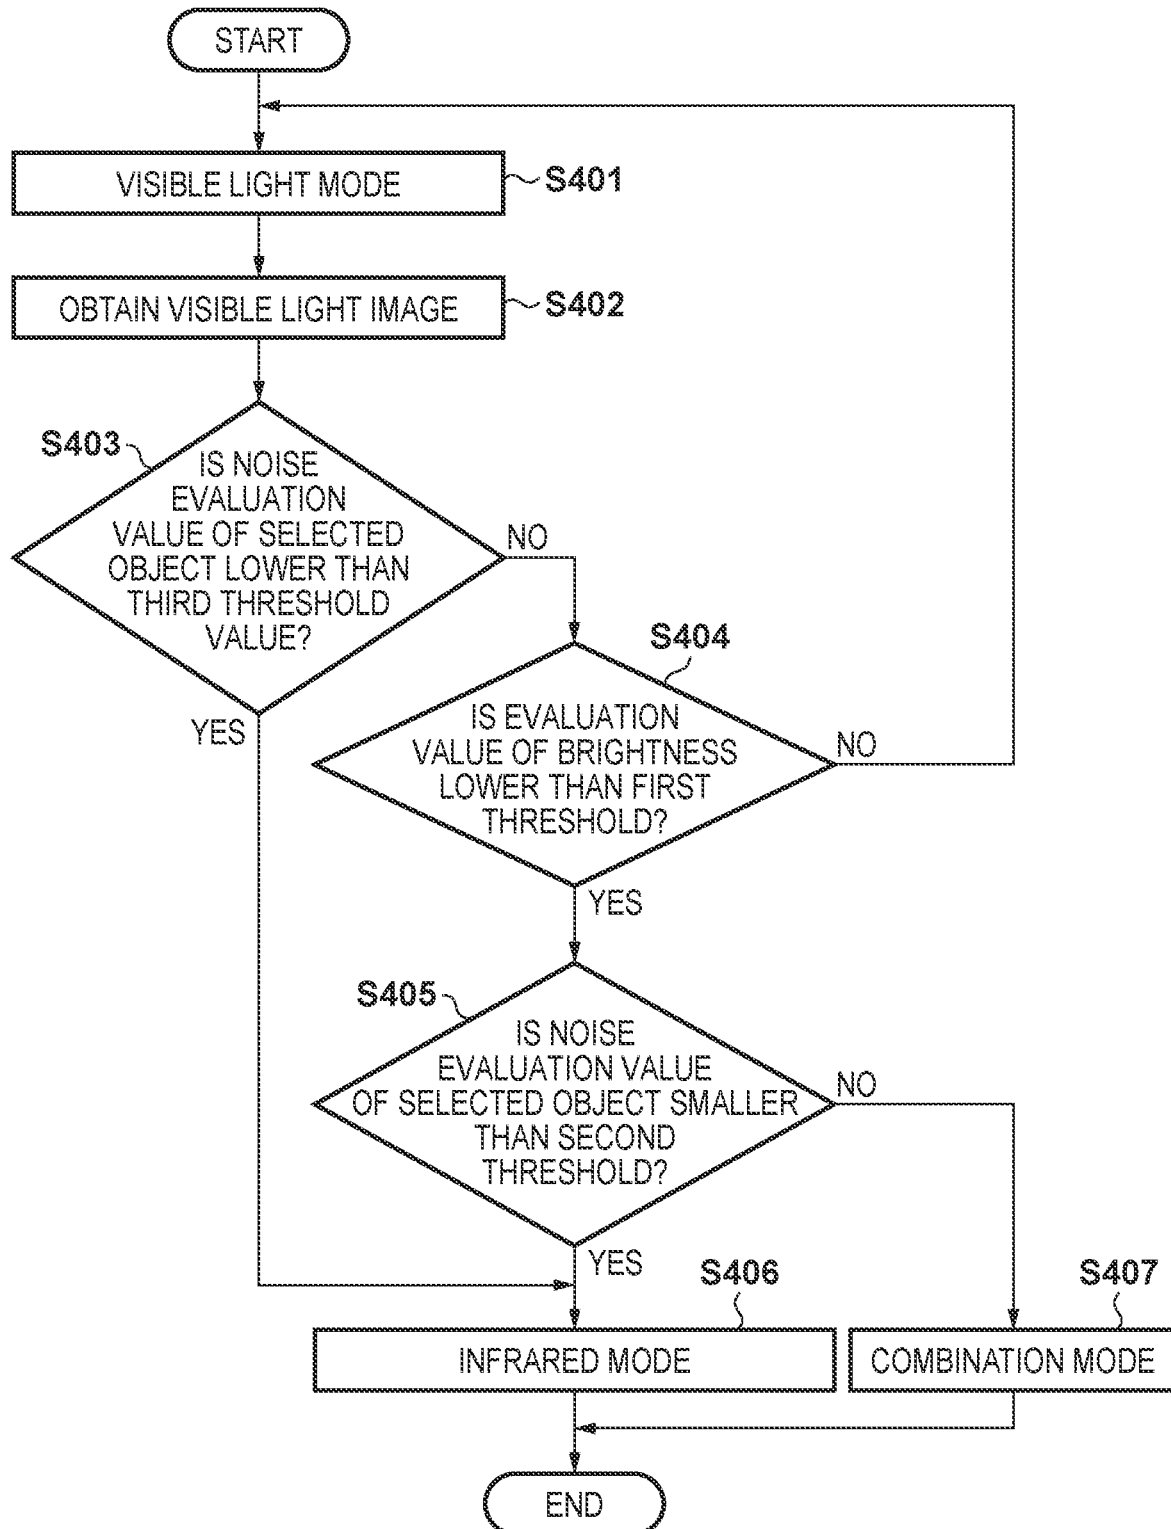 START
VISIBLE LIGHT MODE
S401
OBTAIN VISIBLE LIGHT IMAGE
S402
S403
IS NOISE
EVALUATION
VALUE OF SELECTED
OBJECT LOWER THAN
THIRD THRESHOLD
VALUE?
NO
YES
S404
IS EVALUATION
VALUE OF BRIGHTNESS
LOWER THAN FIRST
THRESHOLD?
NO
YES
S405
IS NOISE
EVALUATION VALUE
OF SELECTED OBJECT SMALLER
THAN SECOND
THRESHOLD?
NO
YES
S406
INFRARED MODE
S407
COMBINATION MODE
END